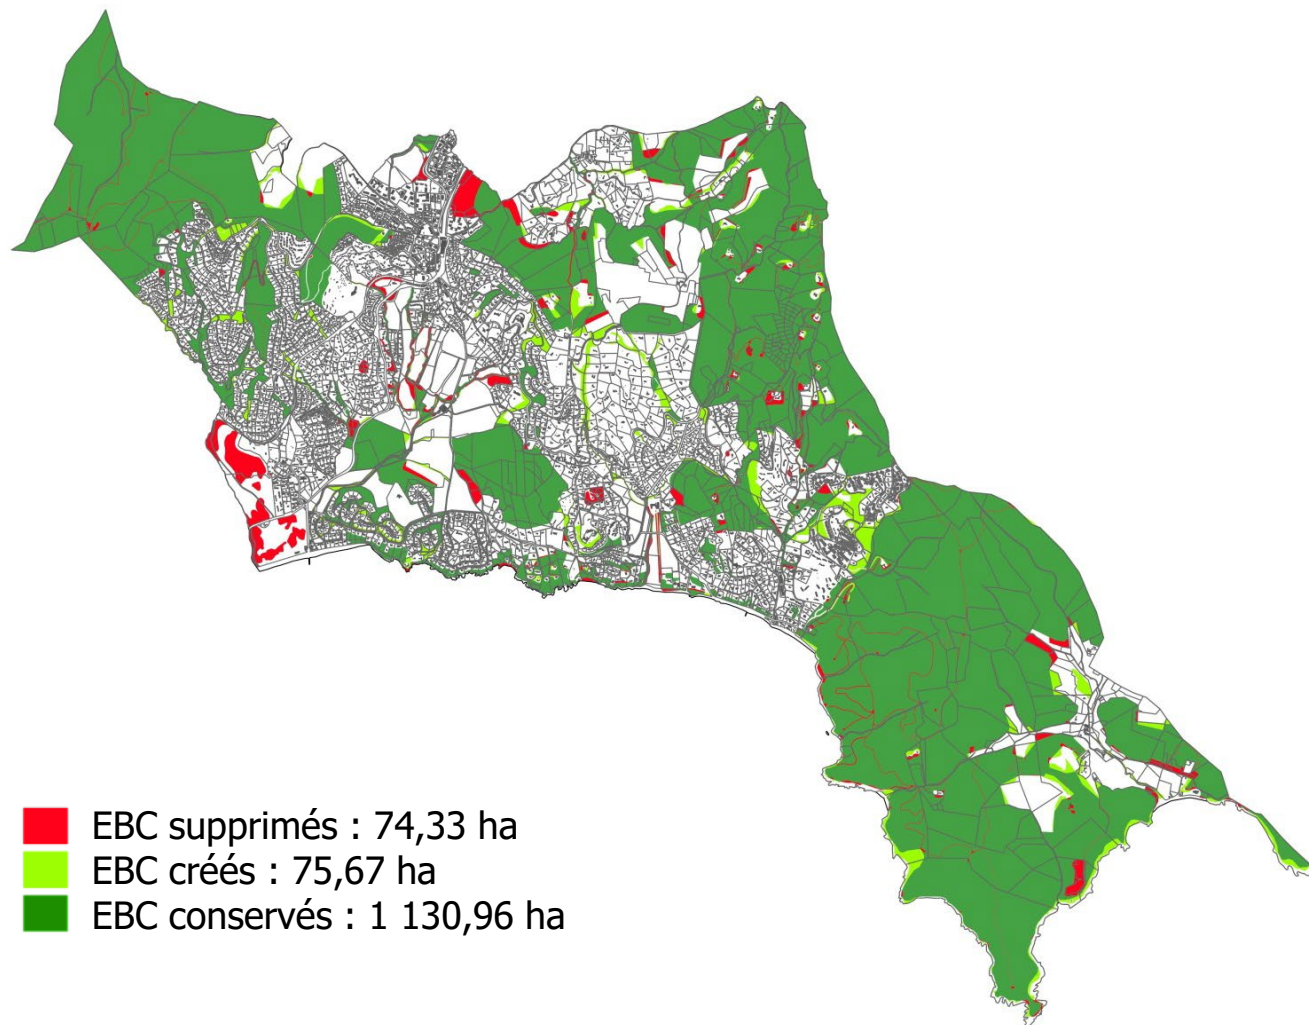 EBC supprimés : 74,33 ha
EBC créés : 75,67 ha
EBC conservés : 1 130,96 ha